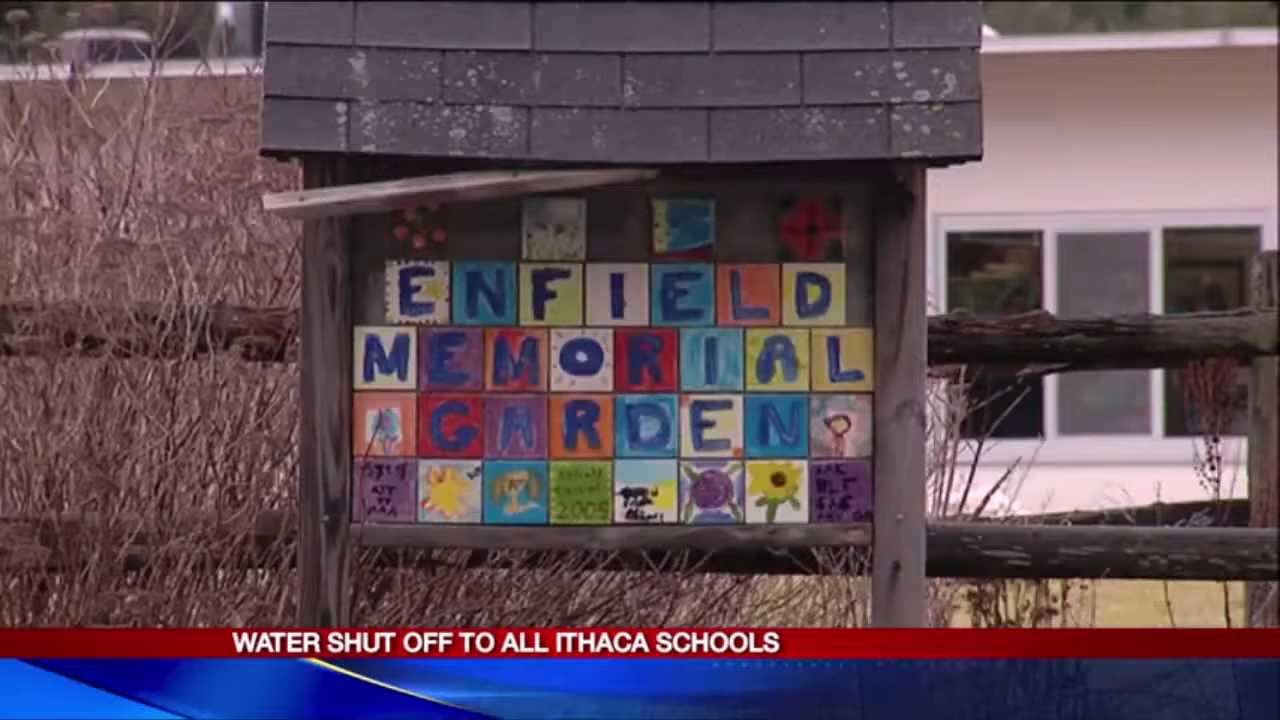 ENFIELD
MEMORIAL
GARDEN
2005
WATER SHUT OFF TO ALL ITHACA SCHOOLS